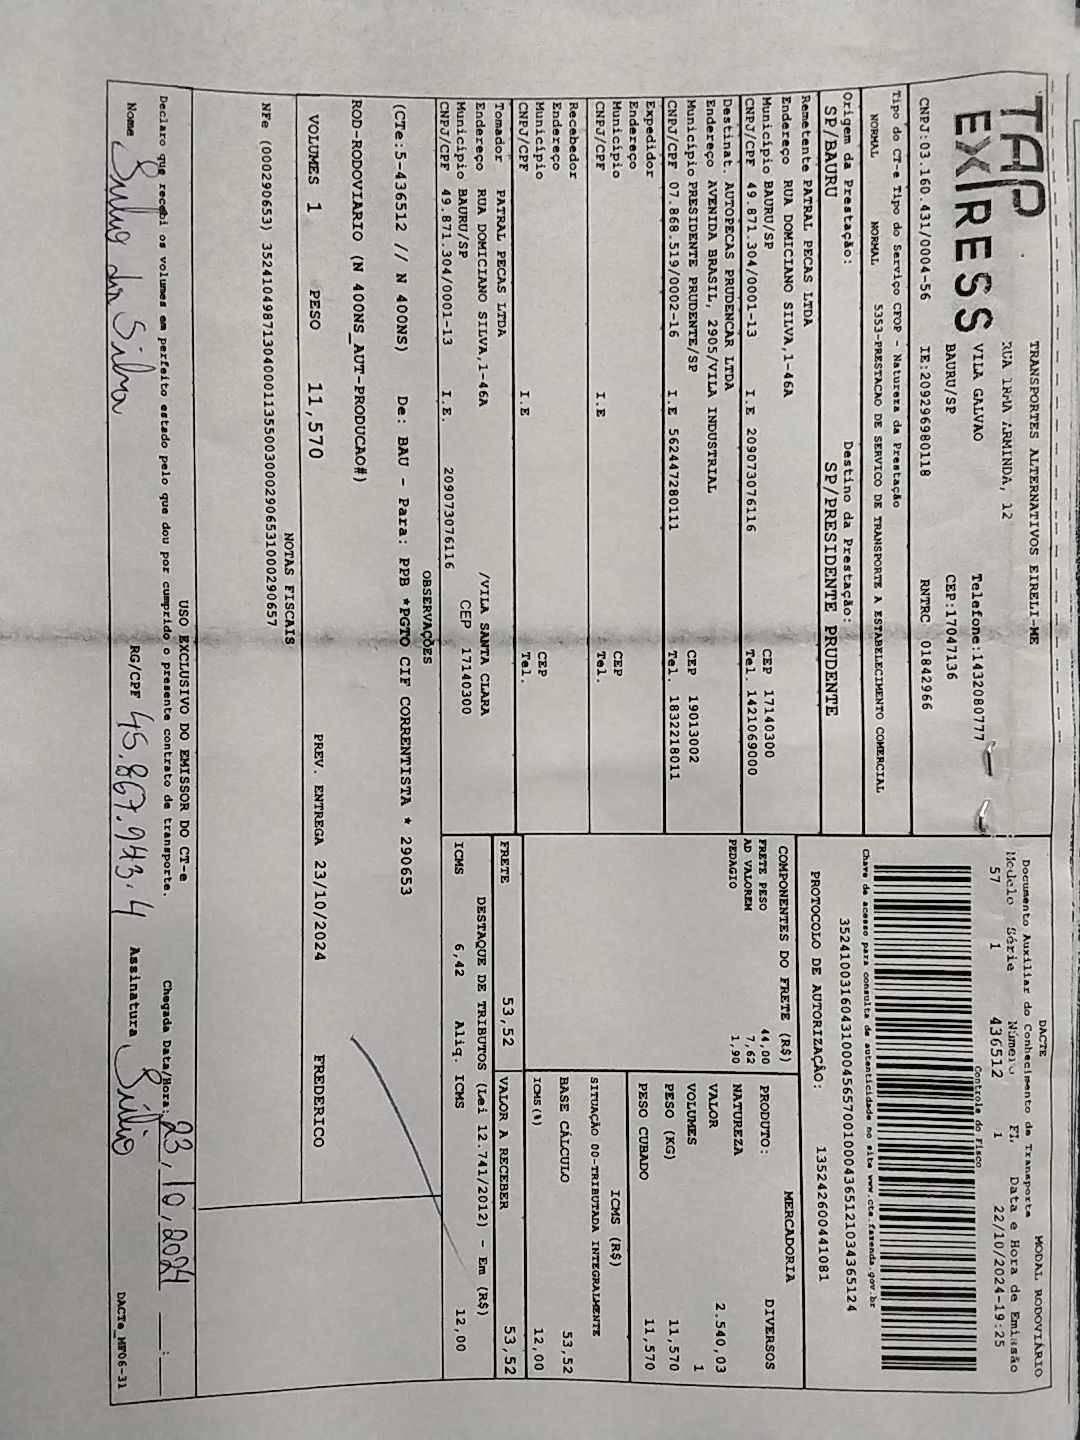 TAP
EXPRESS
TRANSPORTES ALTERNATIVOS EIRELI-ME
RUA IRMA ARMINDA, 12
VILA GALVAO
BAURU/SP
Telefone:1432080777
CEP:17047136
CNPJ:03.160.431/0004-56 IE:209296980118 RNTRC 01842966
Tipo do CT-e Tipo do Serviço CFOP - Natureza da Prestação
NORMAL NORMAL 5353-PRESTACAO DE SERVICO DE TRANSPORTE A ESTABELECIMENTO COMERCIAL
Origem da Prestação: Destino da Prestação:
SP/BAURU SP/PRESIDENTE PRUDENTE
Remetente PATRAL PECAS LTDA
Endereço RUA DOMICIANO SILVA,1-46A
Município BAURU/SP CEP 17140300
CNPJ/CPF 49.871.304/0001-13 I.E 209073076116 Tel. 1421069000
Destinat. AUTOPECAS PRUDENCAR LTDA
Endereço AVENIDA BRASIL, 2905/VILA INDUSTRIAL
Município PRESIDENTE PRUDENTE/SP CEP 19013002
CNPJ/CPF 07.868.519/0002-16 I.E 562447280111 Tel. 1832218011
Expedidor
Endereço
Município CEP
CNPJ/CPF I.E Tel.
Recebedor
Endereço
Município CEP
CNPJ/CPF I.E Tel.
Tomador PATRAL PECAS LTDA
Endereço RUA DOMICIANO SILVA,1-46A /VILA SANTA CLARA
Município BAURU/SP CEP 17140300
CNPJ/CPF 49.871.304/0001-13 I.E. 209073076116
DACTE
Documento Auxiliar do Conhecimento de Transporte
MODAL RODOVIÁRIO
Modelo Série Número Fl. Data e Hora de Emissão
57 1 436512 1 22/10/2024-19:25
Controle do Fisco
Chave de acesso para consulta de autenticidade no site www.cte.fazenda.gov.br
35241003160431000456570010004365121034365124
PROTOCOLO DE AUTORIZAÇÃO: 135242600441081
COMPONENTES DO FRETE (R$)
FRETE PESO 44,00
AD VALOREM 7,62
PEDAGIO 1,90
MERCADORIA
PRODUTO: DIVERSOS
NATUREZA
VALOR 2.540,03
VOLUMES 1
PESO (KG) 11,570
PESO CUBADO 11,570
ICMS (R$)
SITUAÇÃO 00-TRIBUTADA INTEGRALMENTE
BASE CÁLCULO 53,52
ICMS(%) 12,00
FRETE 53,52 VALOR A RECEBER 53,52
DESTAQUE DE TRIBUTOS (Lei 12.741/2012) - Em (R$)
ICMS 6,42 Aliq. ICMS 12,00
OBSERVAÇÕES
(CTe:5-436512 // N 400NS) De: BAU - Para: PPB *PGTO CIF CORRENTISTA * 290653
ROD-RODOVIARIO (N 400NS_AUT-PRODUCAO#)
VOLUMES 1 PESO 11,570 PREV. ENTREGA 23/10/2024 FREDERICO
NOTAS FISCAIS
NFe (000290653) 35241049871304000113550030002906531000290657
USO EXCLUSIVO DO EMISSOR DO CT-e
Declaro que recebi os volumes em perfeito estado pelo que dou por cumprido o presente contrato de transporte. Chegada Data/Hora: 23/10/2024 __:__
Nome Julio da Silva RG/CPF 45.867.943.4 Assinatura Júlio
DACTe_MF06-31